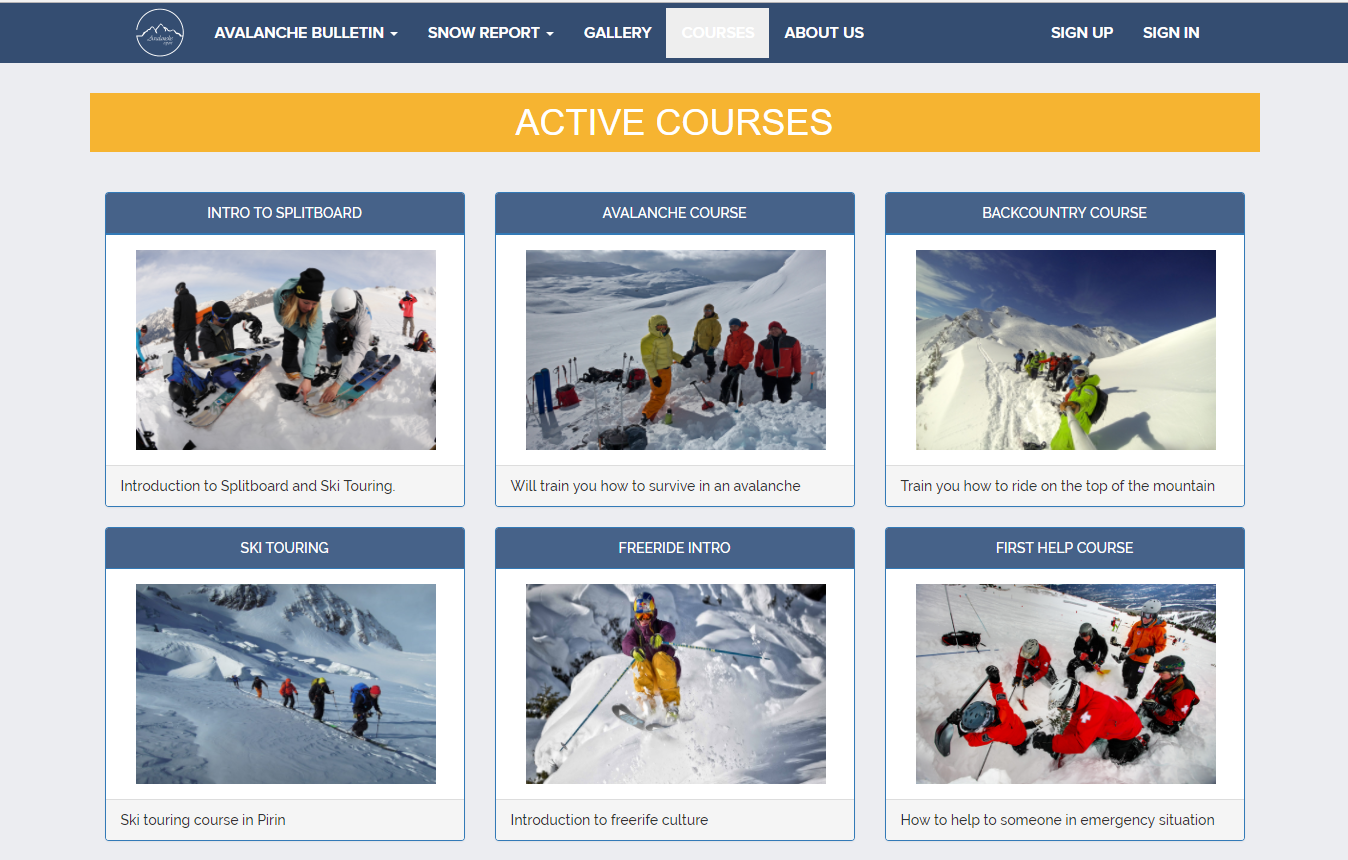 Avalanche
AVALANCHE BULLETIN
SNOW REPORT
GALLERY
COURSES
ABOUT US
SIGN UP
SIGN IN
ACTIVE COURSES
INTRO TO SPLITBOARD
AVALANCHE COURSE
BACKCOUNTRY COURSE
Introduction to Splitboard and Ski Touring.
Will train you how to survive in an avalanche
Train you how to ride on the top of the mountain
SKI TOURING
FREERIDE INTRO
FIRST HELP COURSE
Ski touring course in Pirin
Introduction to freerife culture
How to help to someone in emergency situation